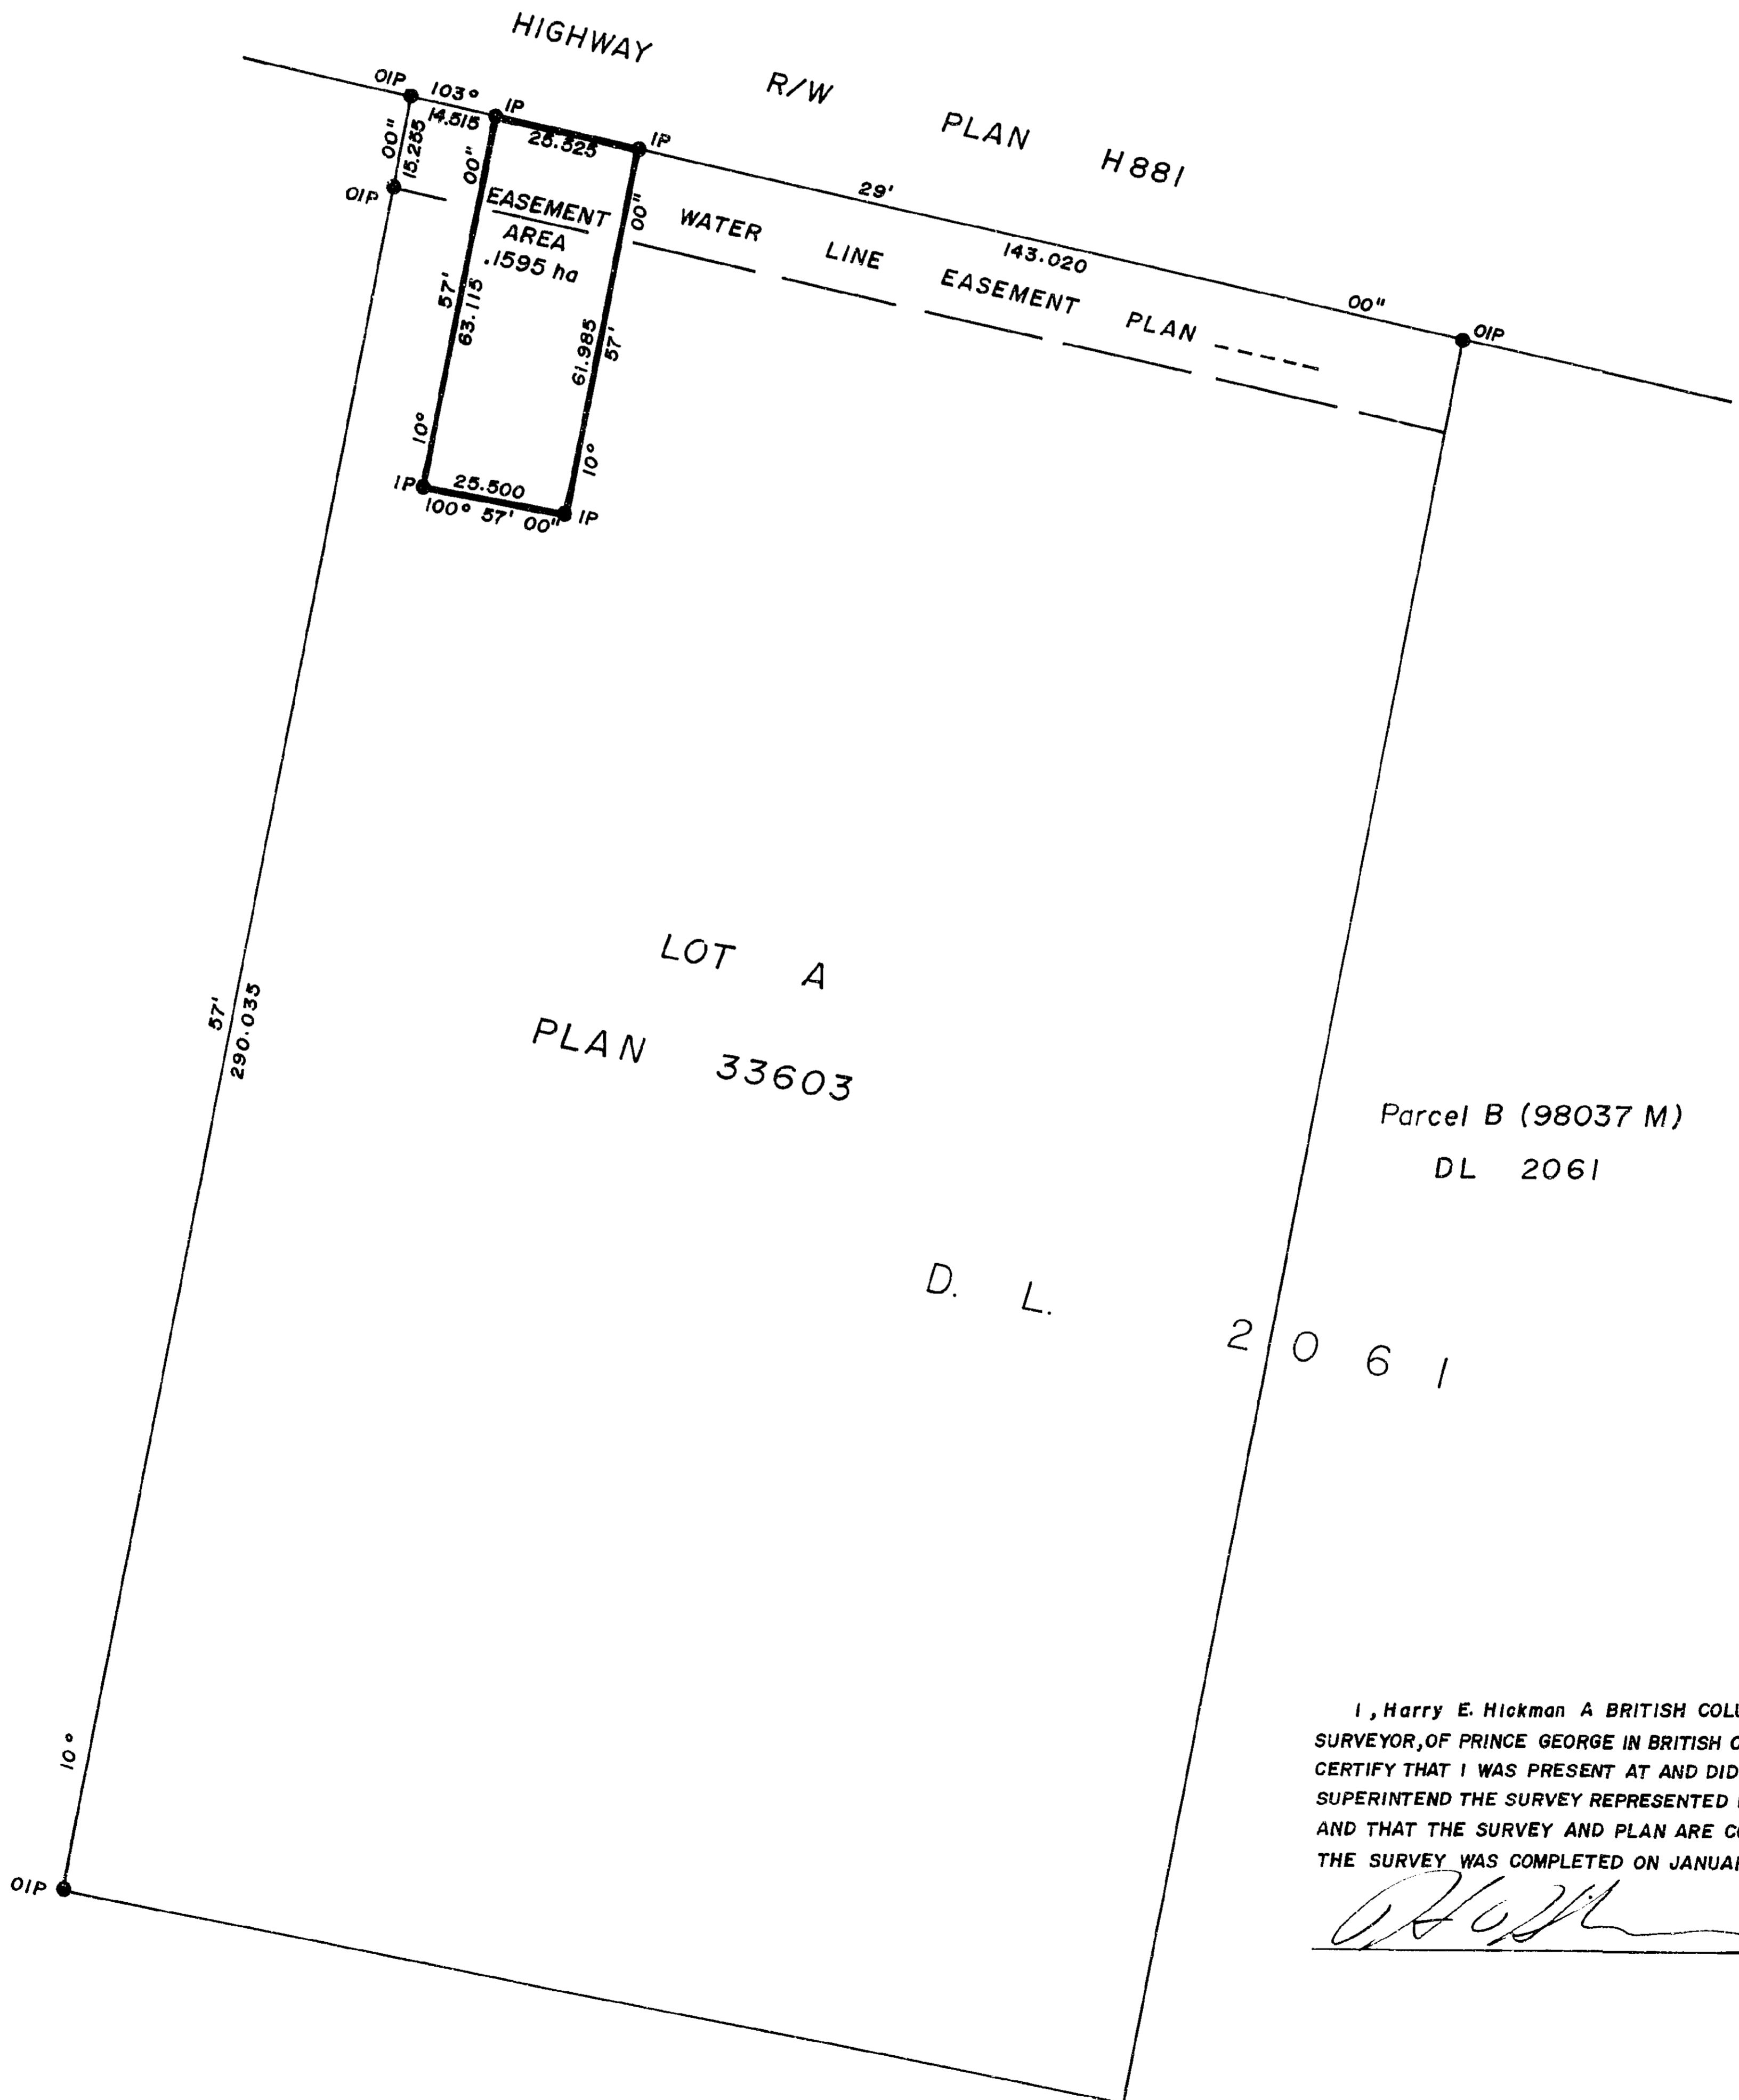 HIGHWAY R/W PLAN H881
OIP
103°
14.515
IP
25.525
IP
29'
143.020
00"
OIP
00"
15.255
OIP
00"
EASEMENT
AREA
.1595 ha
00"
WATER LINE EASEMENT PLAN
57'
63.115
10°
61.985
57'
10°
IP
25.500
100° 57' 00"
IP
LOT A
PLAN 33603
57'
290.035
Parcel B (98037 M)
DL 2061
D. L. 2061
10°
OIP
I, Harry E. Hickman A BRITISH COLU
SURVEYOR, OF PRINCE GEORGE IN BRITISH C
CERTIFY THAT I WAS PRESENT AT AND DID
SUPERINTEND THE SURVEY REPRESENTED
AND THAT THE SURVEY AND PLAN ARE CO
THE SURVEY WAS COMPLETED ON JANUAR